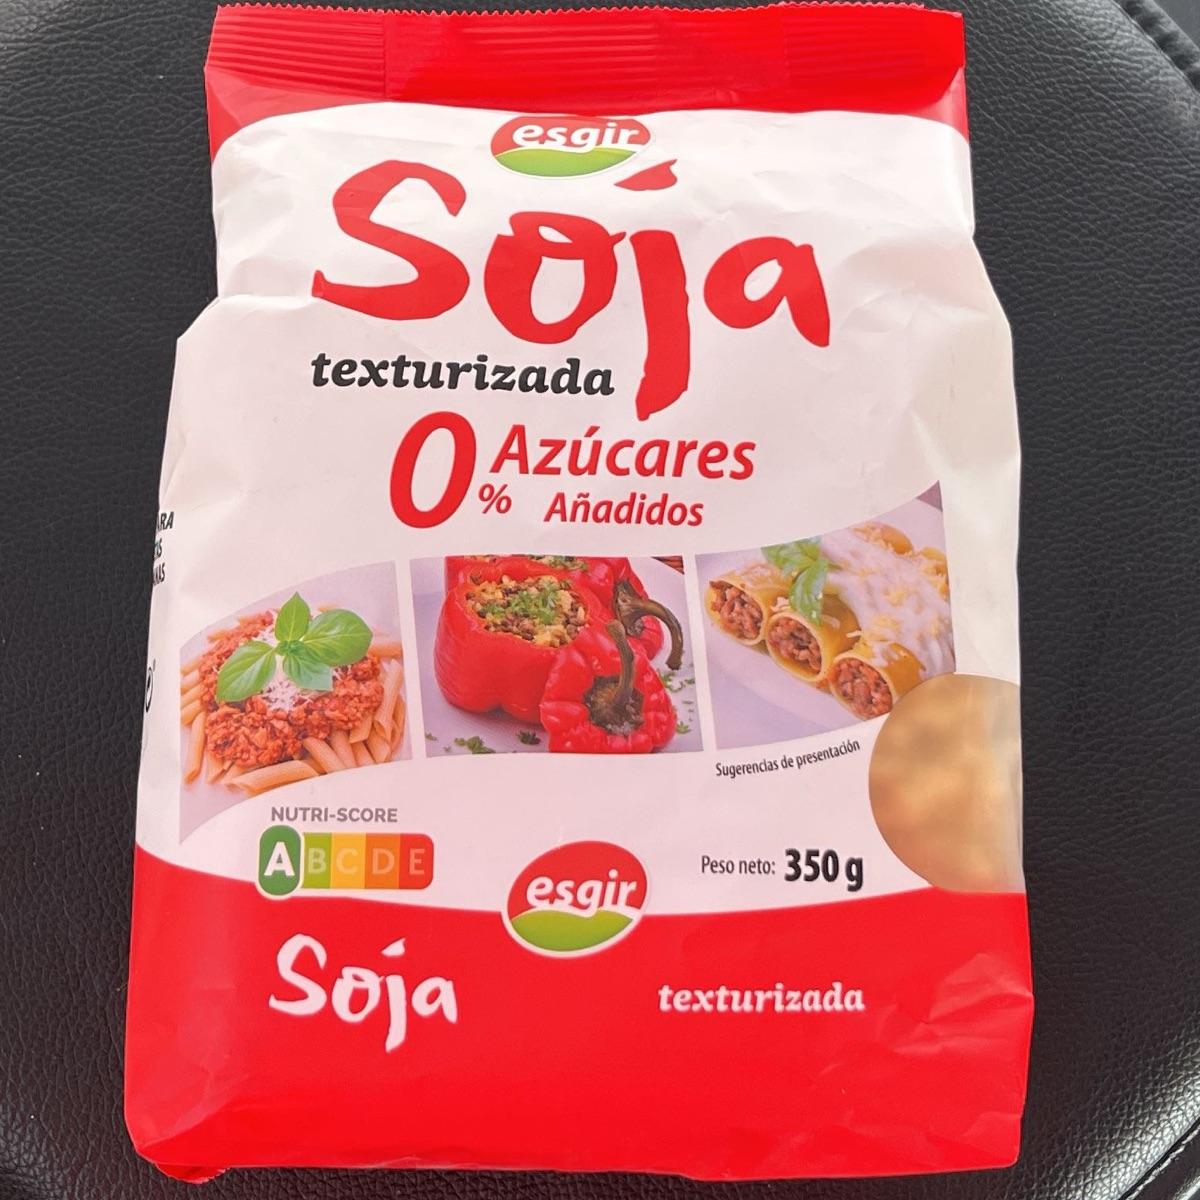 esgir
Soja
texturizada
0% Azúcares
Añadidos
Sugerencias de presentación
NUTRI-SCORE
A B C D E
Peso neto: 350 g
esgir
Soja
texturizada